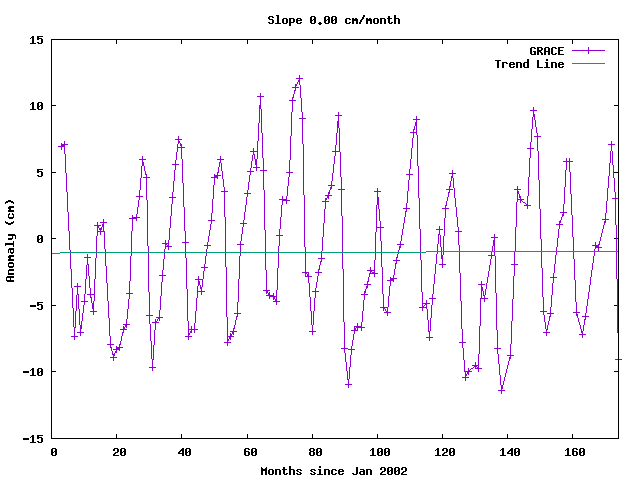 Slope 0.00 cm/month
GRACE
Trend Line
Anomaly (cm)
15
10
5
0
-5
-10
-15
0 20 40 60 80 100 120 140 160
Months since Jan 2002